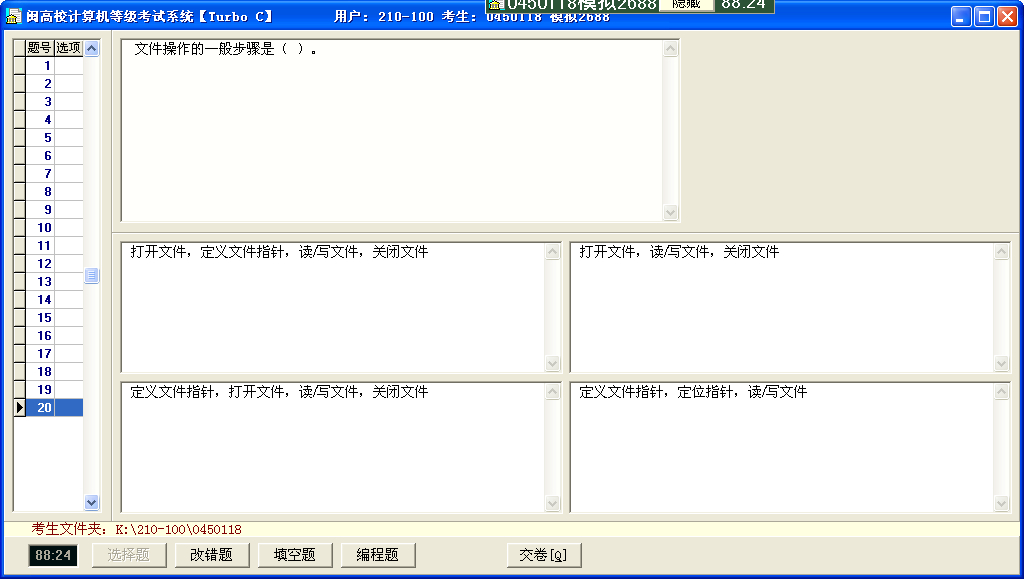 闽高校计算机等级考试系统【Turbo C】 用户: 210-100 考生: 0450118 模拟2688
0450118模拟2688 隐藏 88:24
题号 选项
1
2
3
4
5
6
7
8
9
10
11
12
13
14
15
16
17
18
19
20
文件操作的一般步骤是（ ）。
打开文件，定义文件指针，读/写文件，关闭文件
打开文件，读/写文件，关闭文件
定义文件指针，打开文件，读/写文件，关闭文件
定义文件指针，定位指针，读/写文件
考生文件夹: K:\210-100\0450118
88:24 选择题 改错题 填空题 编程题 交卷[Q]